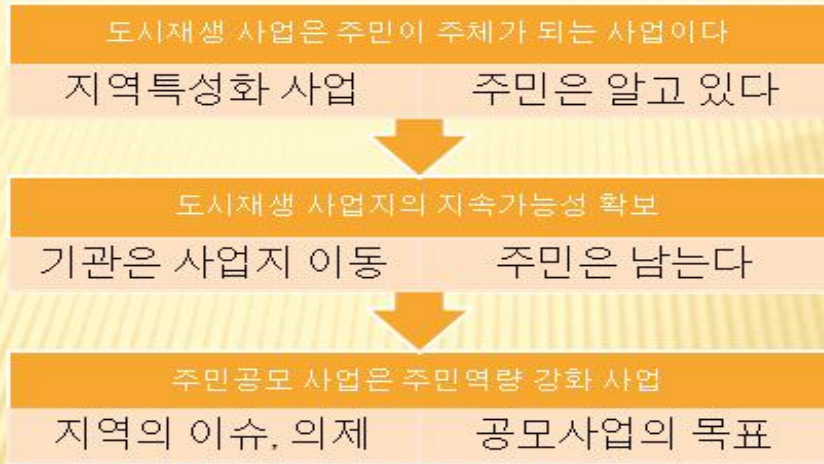 도시재생 사업은 주민이 주체가 되는 사업이다
지역특성화 사업 주민은 알고 있다
도시재생 사업지의 지속가능성 확보
기관은 사업지 이동 주민은 남는다
주민공모 사업은 주민역량 강화 사업
지역의 이슈, 의제 공모사업의 목표